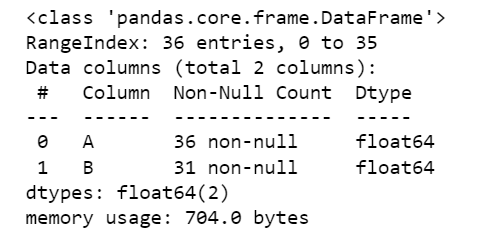 <class 'pandas.core.frame.DataFrame'>
RangeIndex: 36 entries, 0 to 35
Data columns (total 2 columns):
 #   Column  Non-Null Count  Dtype
---  ------  --------------  -----
 0   A       36 non-null     float64
 1   B       31 non-null     float64
dtypes: float64(2)
memory usage: 704.0 bytes